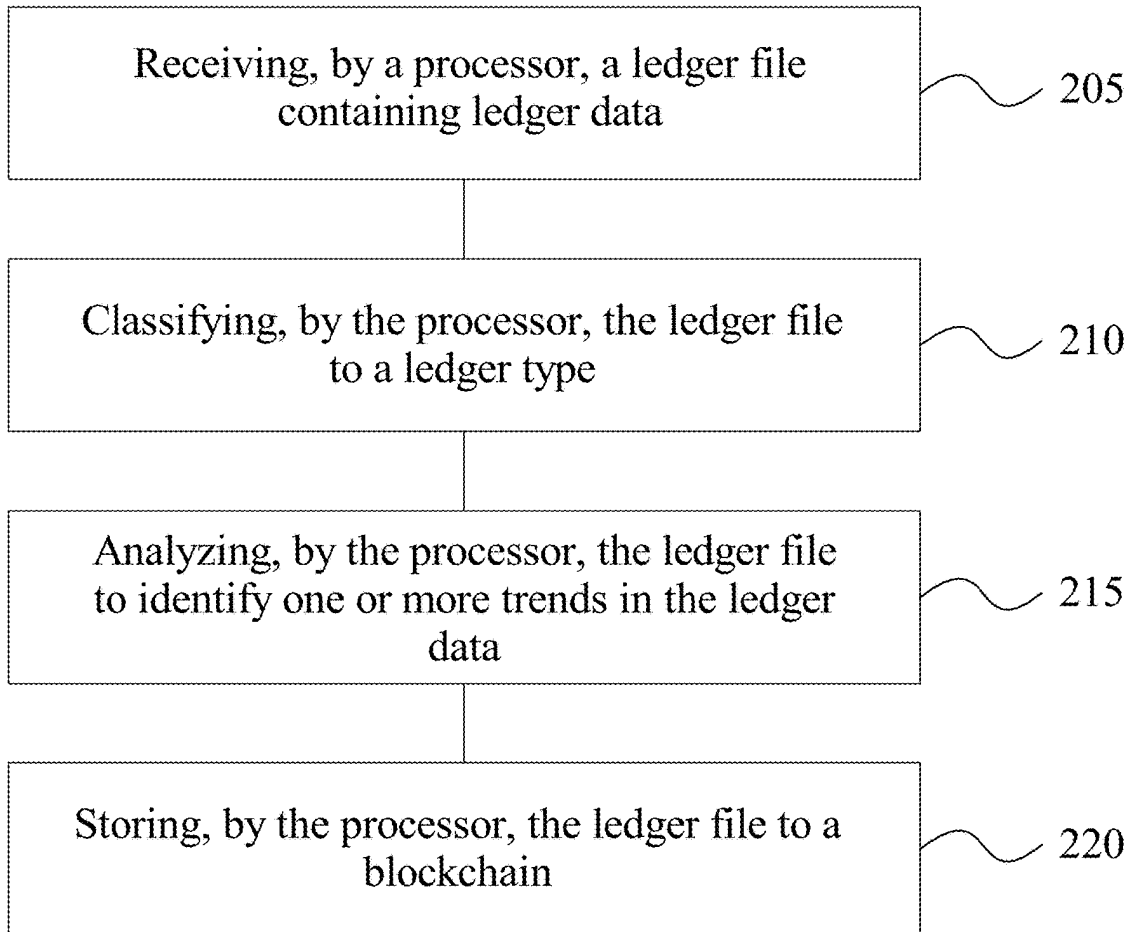 Receiving, by a processor, a ledger file
containing ledger data
205
Classifying, by the processor, the ledger file
to a ledger type
210
Analyzing, by the processor, the ledger file
to identify one or more trends in the ledger
data
215
Storing, by the processor, the ledger file to a
blockchain
220